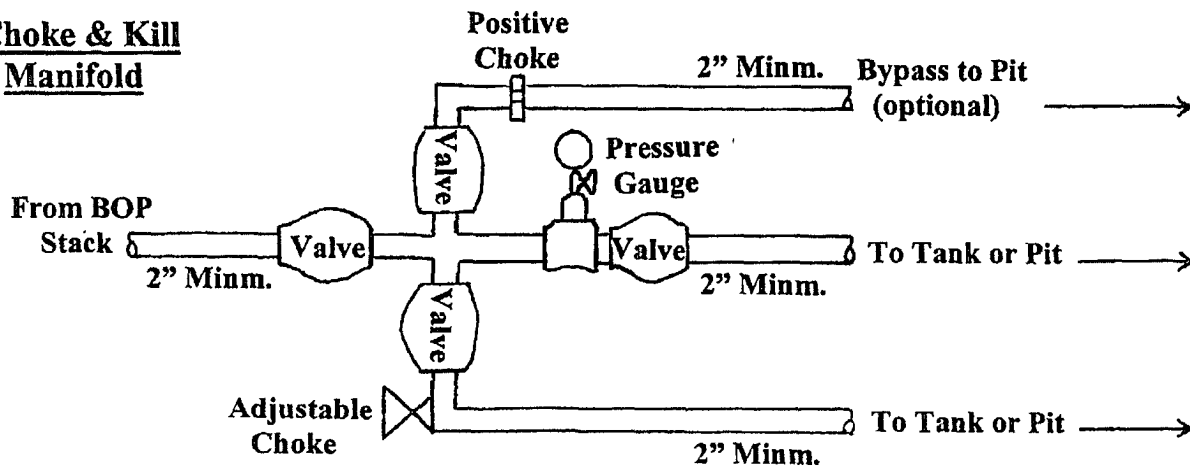 Choke & Kill
Manifold
Positive
Choke
2" Minm.
Bypass to Pit
(optional)
Valve
Pressure
Gauge
From BOP
Stack
2" Minm.
Valve
Valve
2" Minm.
To Tank or Pit
Valve
Adjustable
Choke
2" Minm.
To Tank or Pit